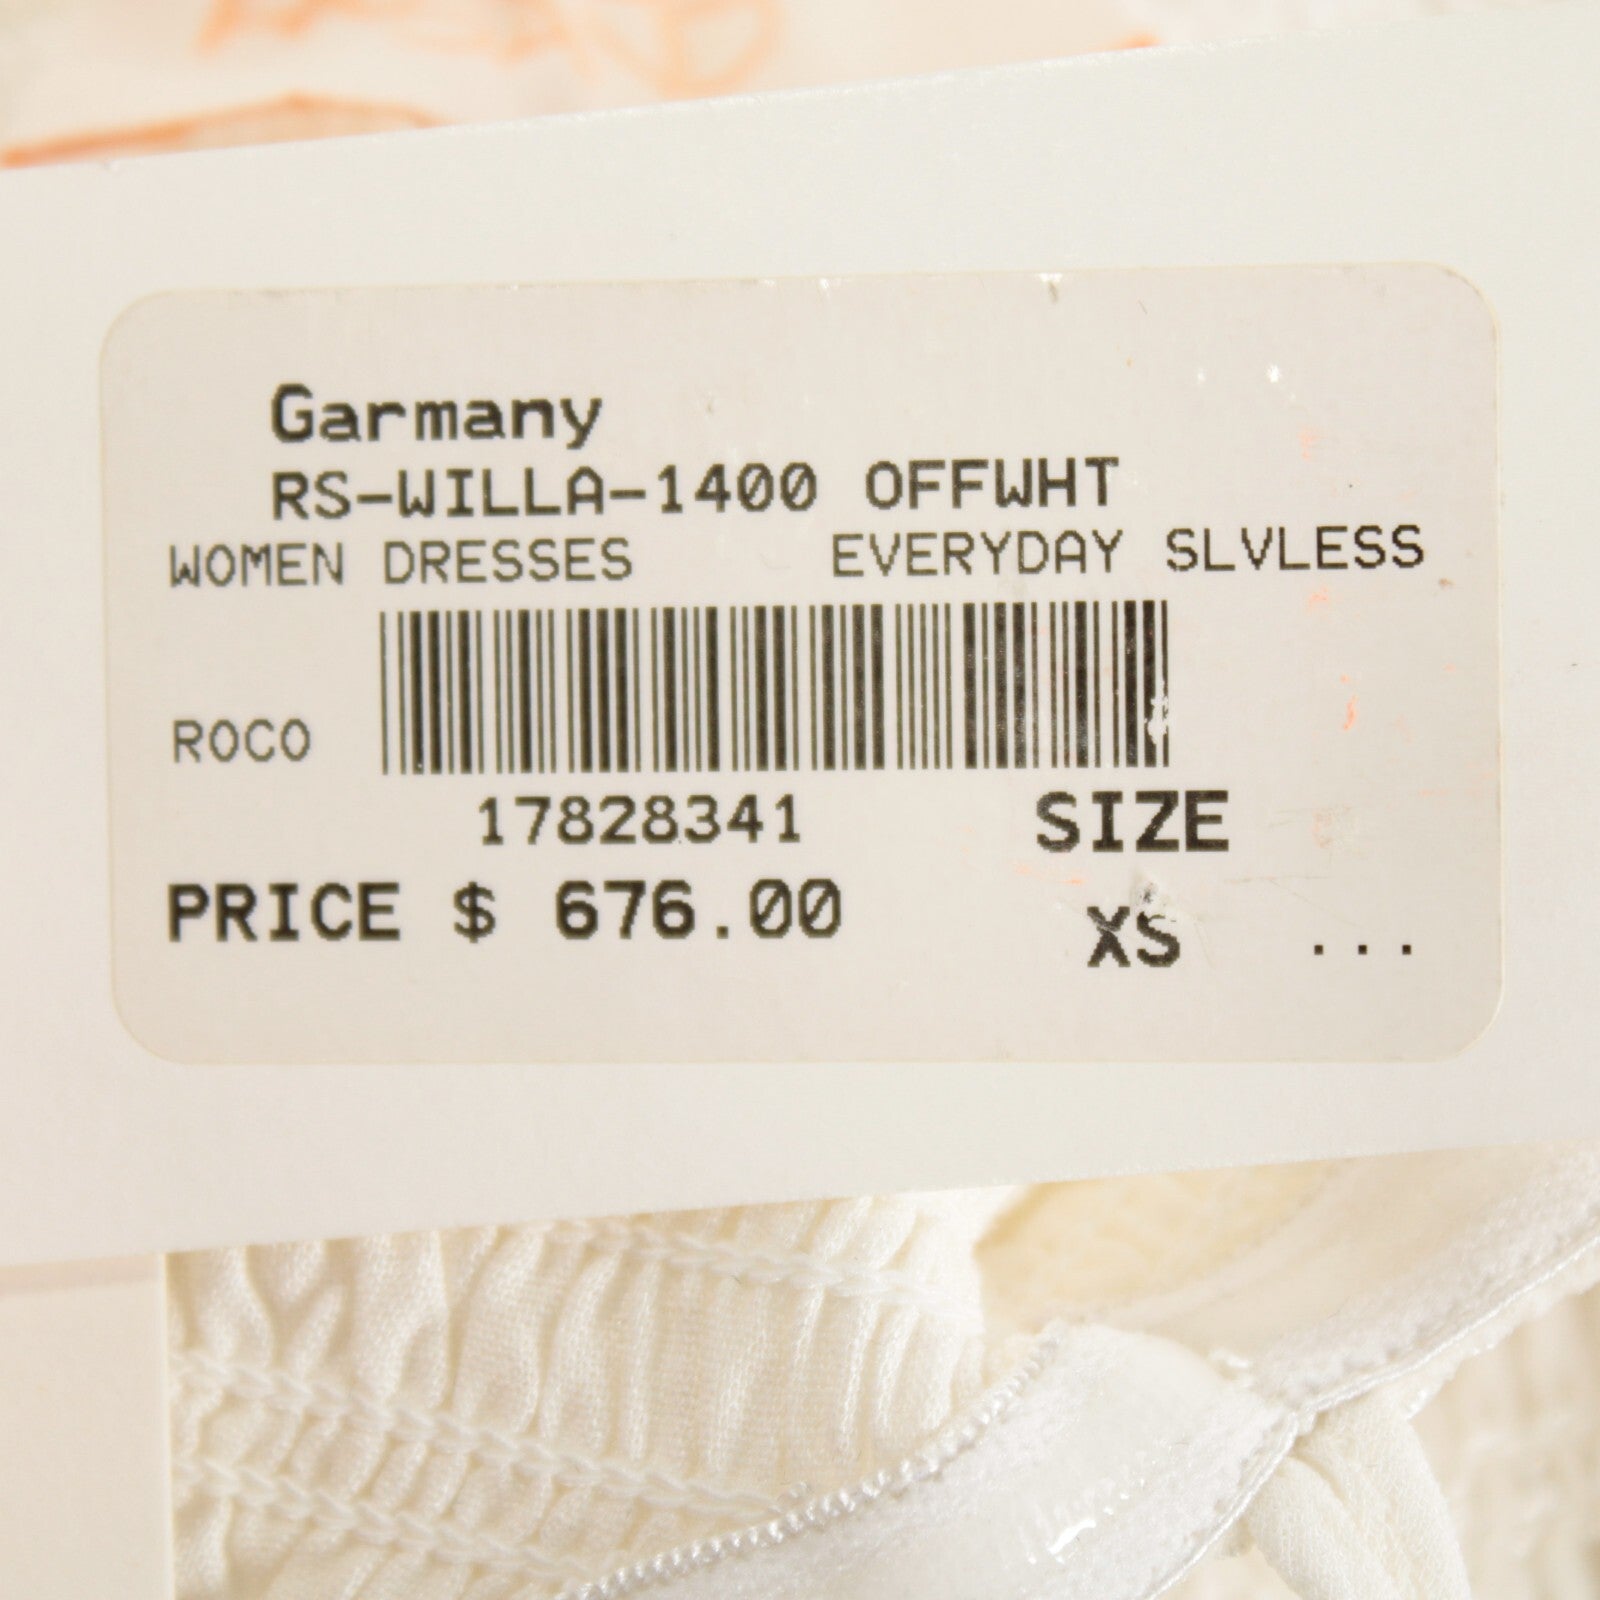 Garmany
RS-WILLA-1400 OFFWHT
WOMEN DRESSES EVERYDAY SLVLESS
ROCO
17828341 SIZE
PRICE $ 676.00 XS ...